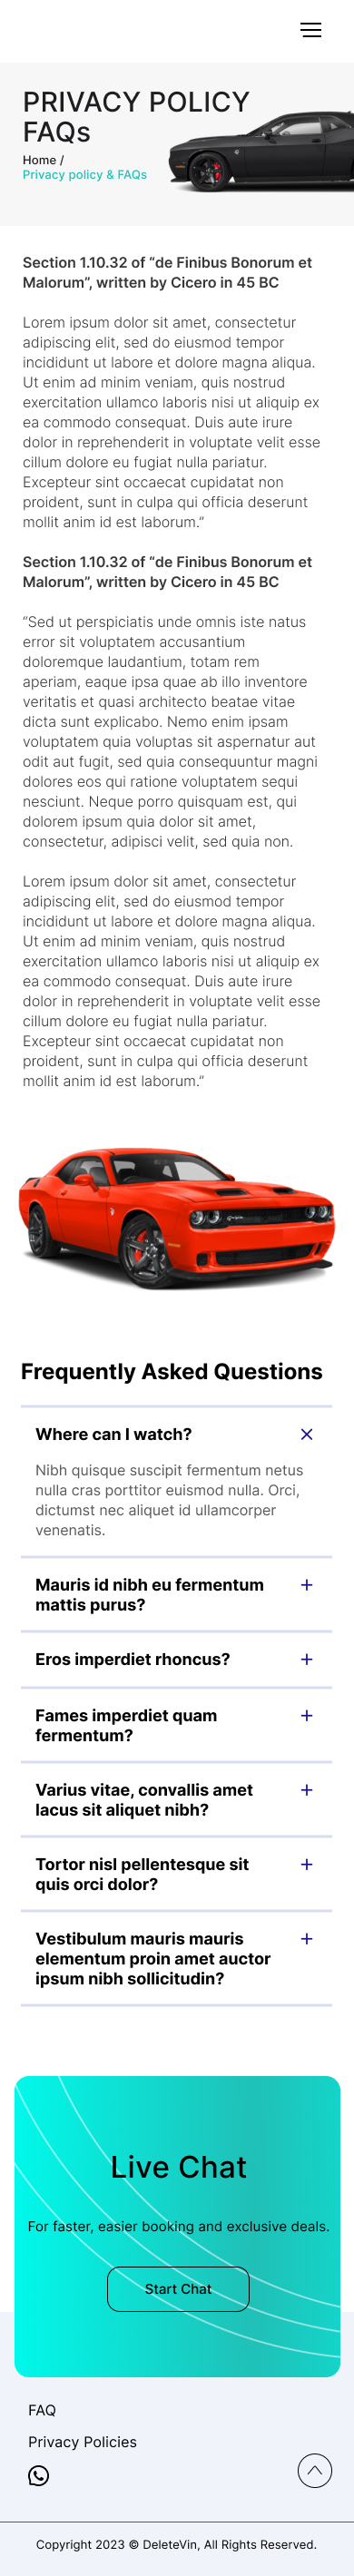 PRIVACY POLICY
FAQs
Home /
Privacy policy & FAQs
Section 1.10.32 of “de Finibus Bonorum et
Malorum”, written by Cicero in 45 BC
Lorem ipsum dolor sit amet, consectetur
adipiscing elit, sed do eiusmod tempor
incididunt ut labore et dolore magna aliqua.
Ut enim ad minim veniam, quis nostrud
exercitation ullamco laboris nisi ut aliquip ex
ea commodo consequat. Duis aute irure
dolor in reprehenderit in voluptate velit esse
cillum dolore eu fugiat nulla pariatur.
Excepteur sint occaecat cupidatat non
proident, sunt in culpa qui officia deserunt
mollit anim id est laborum.”
Section 1.10.32 of “de Finibus Bonorum et
Malorum”, written by Cicero in 45 BC
“Sed ut perspiciatis unde omnis iste natus
error sit voluptatem accusantium
doloremque laudantium, totam rem
aperiam, eaque ipsa quae ab illo inventore
veritatis et quasi architecto beatae vitae
dicta sunt explicabo. Nemo enim ipsam
voluptatem quia voluptas sit aspernatur aut
odit aut fugit, sed quia consequuntur magni
dolores eos qui ratione voluptatem sequi
nesciunt. Neque porro quisquam est, qui
dolorem ipsum quia dolor sit amet,
consectetur, adipisci velit, sed quia non.
Lorem ipsum dolor sit amet, consectetur
adipiscing elit, sed do eiusmod tempor
incididunt ut labore et dolore magna aliqua.
Ut enim ad minim veniam, quis nostrud
exercitation ullamco laboris nisi ut aliquip ex
ea commodo consequat. Duis aute irure
dolor in reprehenderit in voluptate velit esse
cillum dolore eu fugiat nulla pariatur.
Excepteur sint occaecat cupidatat non
proident, sunt in culpa qui officia deserunt
mollit anim id est laborum.”
Frequently Asked Questions
Where can I watch?
Nibh quisque suscipit fermentum netus
nulla cras porttitor euismod nulla. Orci,
dictumst nec aliquet id ullamcorper
venenatis.
Mauris id nibh eu fermentum
mattis purus?
Eros imperdiet rhoncus?
Fames imperdiet quam
fermentum?
Varius vitae, convallis amet
lacus sit aliquet nibh?
Tortor nisl pellentesque sit
quis orci dolor?
Vestibulum mauris mauris
elementum proin amet auctor
ipsum nibh sollicitudin?
Live Chat
For faster, easier booking and exclusive deals.
Start Chat
FAQ
Privacy Policies
Copyright 2023 © DeleteVin, All Rights Reserved.